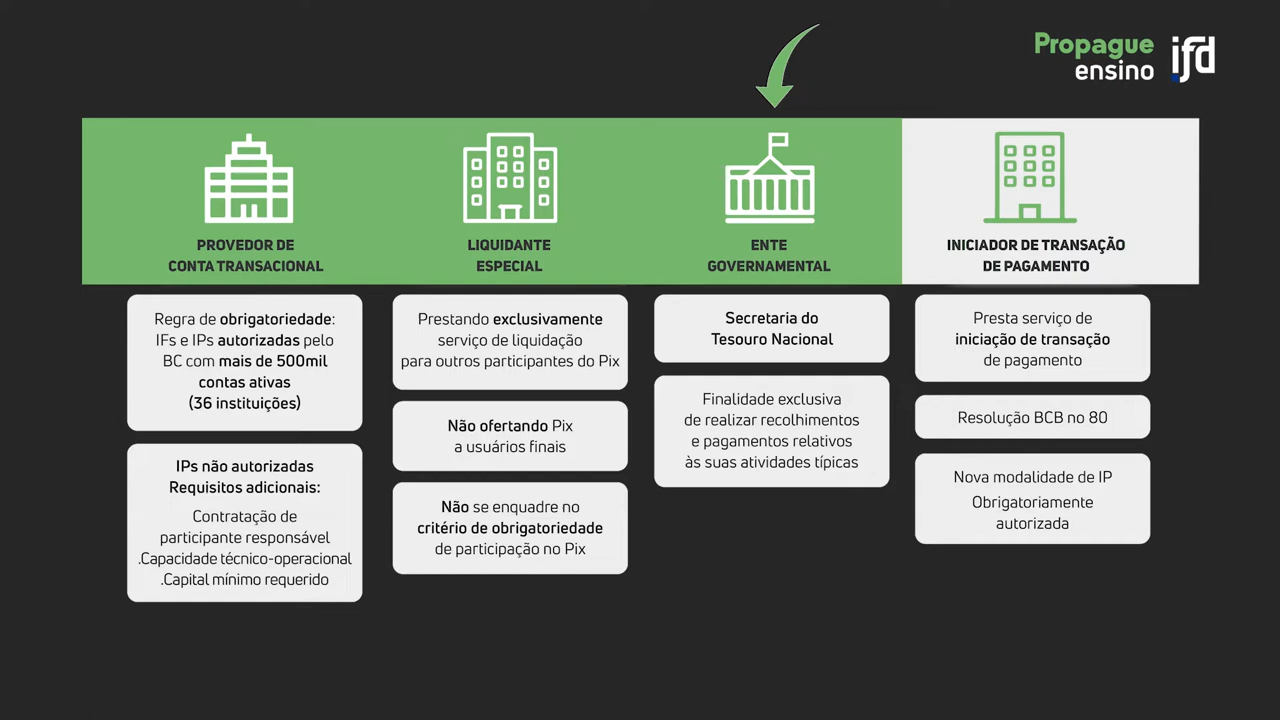 Propague
ensino
ifd
PROVEDOR DE
CONTA TRANSACIONAL
Regra de obrigatoriedade:
IFs e IPs autorizadas pelo
BC com mais de 500mil
contas ativas
(36 instituições)
IPs não autorizadas
Requisitos adicionais:
Contratação de
participante responsável
.Capacidade técnico-operacional
.Capital mínimo requerido
LIQUIDANTE
ESPECIAL
Prestando exclusivamente
serviço de liquidação
para outros participantes do Pix
Não ofertando Pix
a usuários finais
Não se enquadre no
critério de obrigatoriedade
de participação no Pix
ENTE
GOVERNAMENTAL
Secretaria do
Tesouro Nacional
Finalidade exclusiva
de realizar recolhimentos
e pagamentos relativos
às suas atividades típicas
INICIADOR DE TRANSAÇÃO
DE PAGAMENTO
Presta serviço de
iniciação de transação
de pagamento
Resolução BCB no 80
Nova modalidade de IP
Obrigatoriamente
autorizada